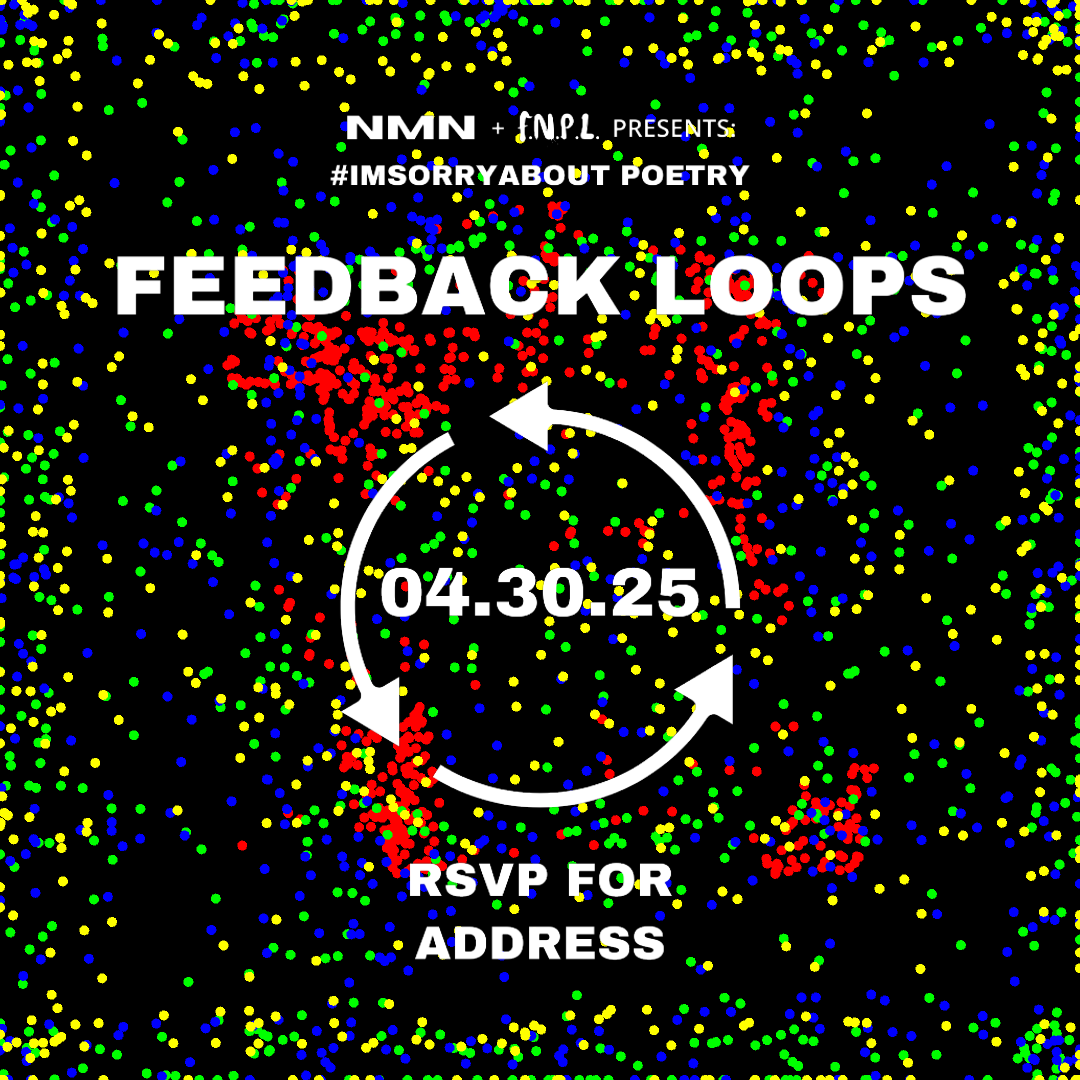 NMN + F.N.P.L. PRESENTS:
#IMSORRYABOUT POETRY
FEEDBACK LOOPS
04.30.25
RSVP FOR
ADDRESS